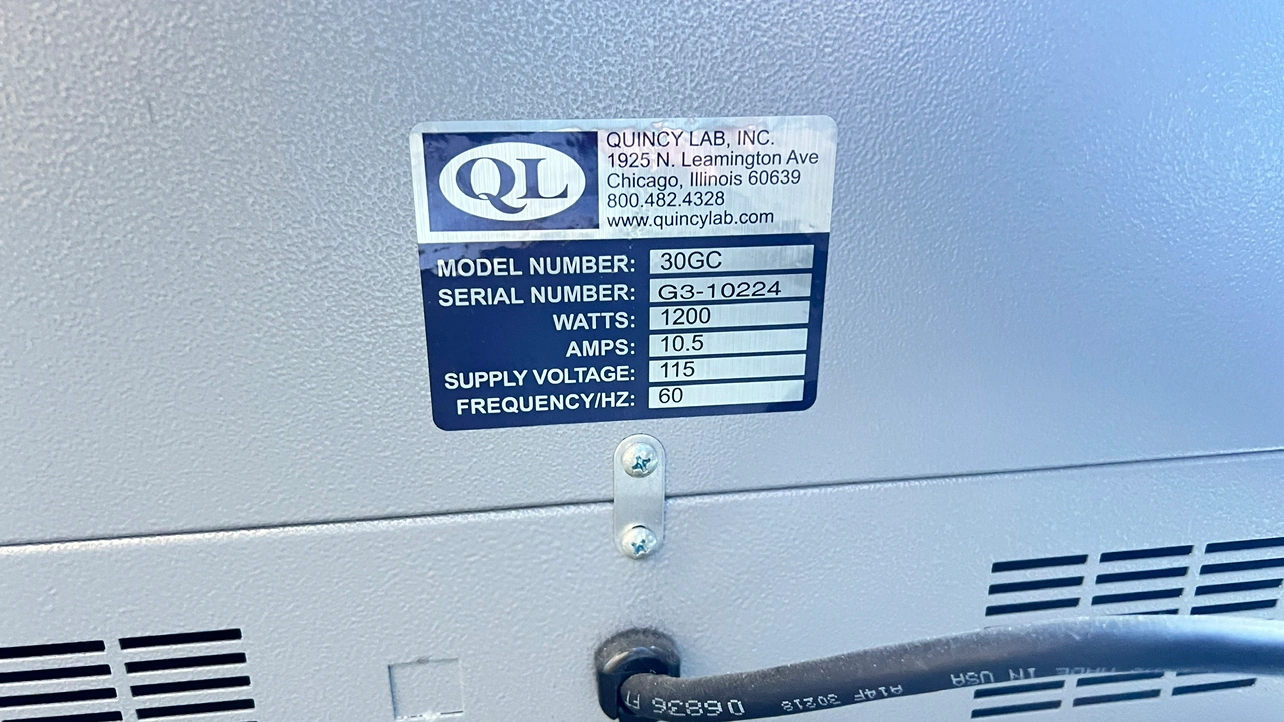 QL
QUINCY LAB, INC.
1925 N. Leamington Ave
Chicago, Illinois 60639
800.482.4328
www.quincylab.com
MODEL NUMBER: 30GC
SERIAL NUMBER: G3-10224
WATTS: 1200
AMPS: 10.5
SUPPLY VOLTAGE: 115
FREQUENCY/HZ: 60
MADE IN USA A14F 30218